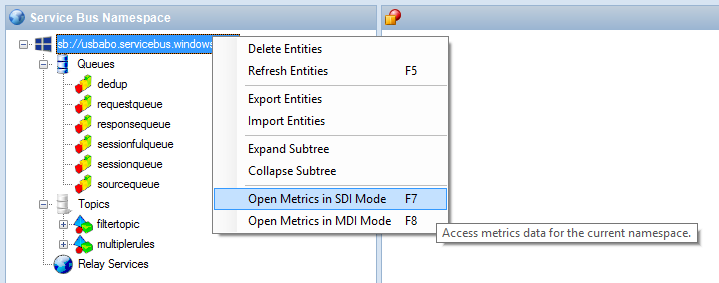 Service Bus Namespace
sb://usbabo.servicebus.windows
Queues
dedup
requestqueue
responsequeue
sessionfulqueue
sessionqueue
sourcequeue
Topics
filtertopic
multiplerules
Relay Services
Delete Entities
Refresh Entities F5
Export Entities
Import Entities
Expand Subtree
Collapse Subtree
Open Metrics in SDI Mode F7
Open Metrics in MDI Mode F8
Access metrics data for the current namespace.